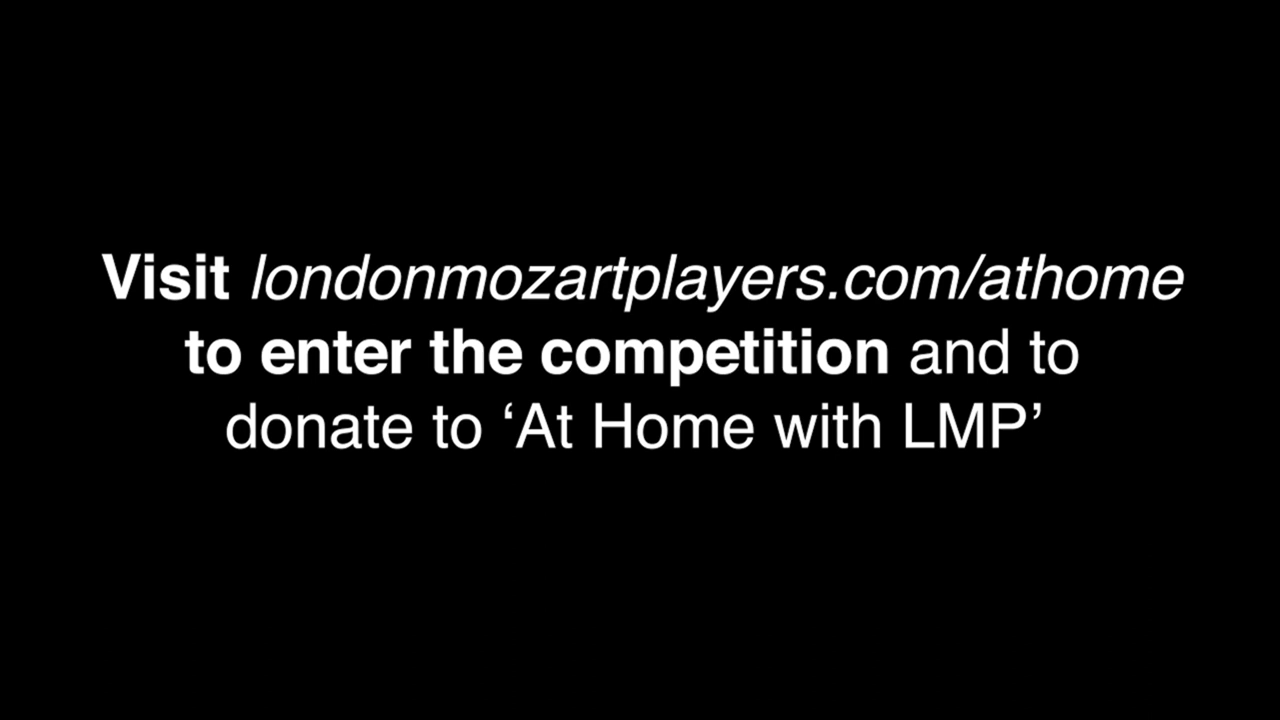 Visit londonmozartplayers.com/athome
to enter the competition and to
donate to ‘At Home with LMP’